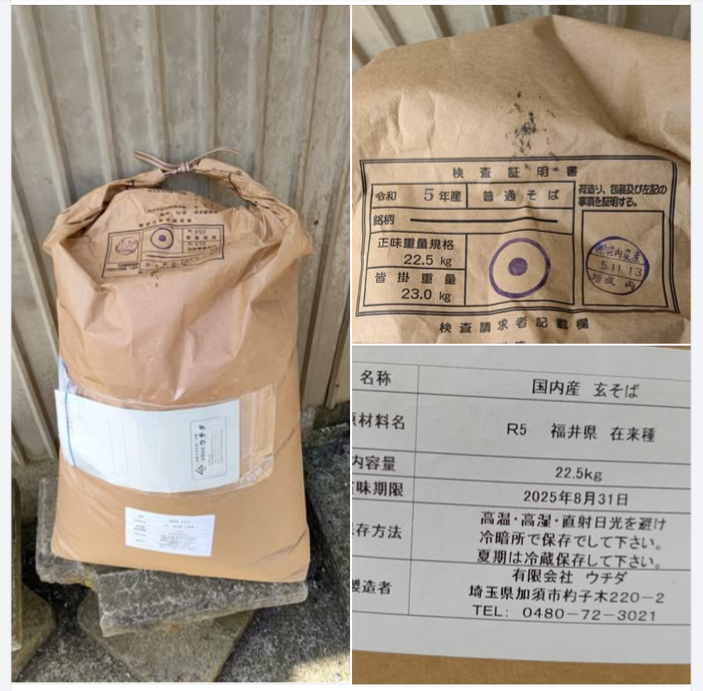 ウチダ
検査証明書
令和 5年産 普通そば
荷造り、包装及び左記の
事項を証明する。
銘柄
正味重量規格
22.5 kg
皆掛重量
23.0 kg
5.11.13
検査請求者記載欄
名称 国内産 玄そば
原材料名 R5 福井県 在来種
内容量 22.5kg
賞味期限 2025年8月31日
保存方法 高温・高湿・直射日光を避け
冷暗所で保存でして下さい。
夏期は冷蔵保存して下さい。
製造者 有限会社 ウチダ
埼玉県加須市杓子木220-2
TEL: 0480-72-3021